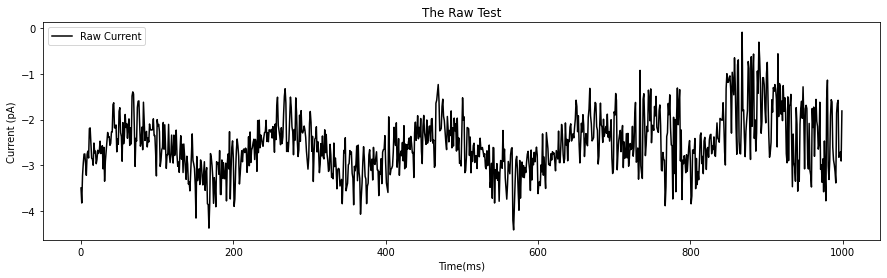 The Raw Test
Raw Current
Current (pA)
0
−1
−2
−3
−4
0
200
400
600
800
1000
Time(ms)